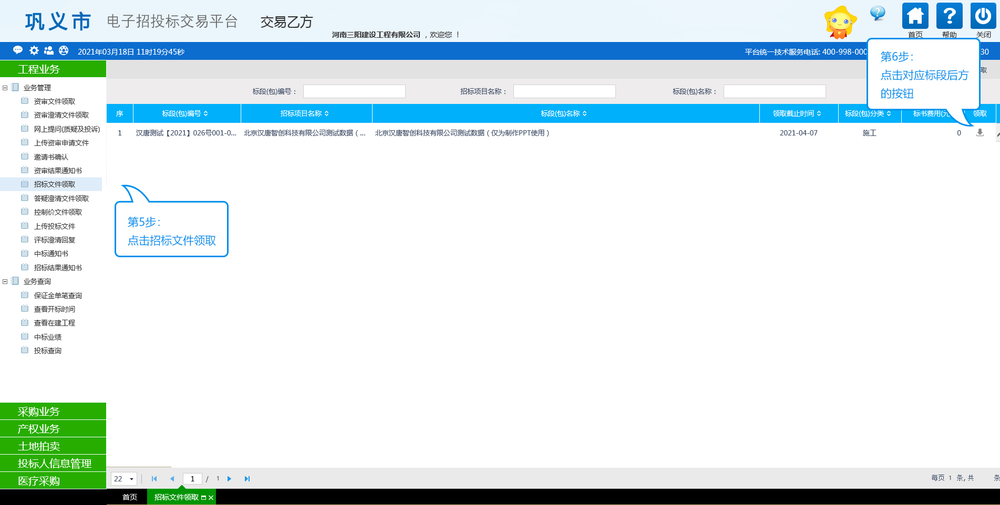 巩义市 电子招投标交易平台 交易乙方
河南三阳建设工程有限公司 ，欢迎您 ！
首页 帮助 关闭
2021年03月18日 11时19分45秒
平台统一技术服务电话: 400-998-000
30
第6步：
点击对应标段后方
的按钮
取
工程业务
业务管理
资审文件领取
资审澄清文件领取
网上提问(质疑及投诉)
上传资审申请文件
邀请书确认
资审结果通知书
招标文件领取
答疑澄清文件领取
控制价文件领取
上传投标文件
评标澄清回复
中标通知书
招标结果通知书
业务查询
保证金单笔查询
查看开标时间
查看在建工程
中标业绩
投标查询
采购业务
产权业务
土地拍卖
投标人信息管理
医疗采购
标段(包)编号： 招标项目名称： 标段(包)名称：
序 标段(包)编号 招标项目名称 标段(包)名称 领取截止时间 标段(包)分类 标书费用(元 领取
1 汉唐测试【2021】026号001-0... 北京汉唐智创科技有限公司测试数据（... 北京汉唐智创科技有限公司测试数据（仅为制作PPT使用） 2021-04-07 施工 0
第5步：
点击招标文件领取
22 1 / 1
每页 1 条, 共 条
首页 招标文件领取